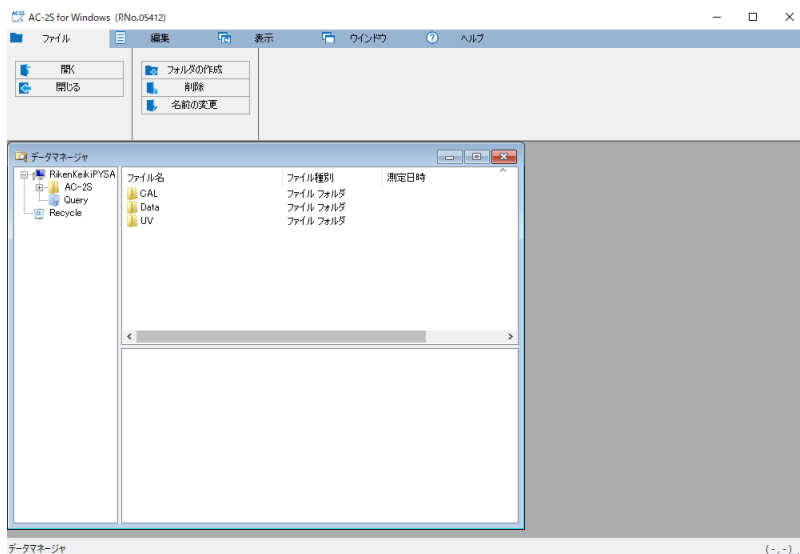 AC-2S for Windows (RNo.05412)
ファイル 編集 表示 ウインドウ ヘルプ
開く フォルダの作成
閉じる 削除
名前の変更
データマネージャ
RikenKeikiPYSA
AC-2S
Query
Recycle
ファイル名 ファイル種別 測定日時
CAL ファイル フォルダ
Data ファイル フォルダ
UV ファイル フォルダ
データマネージャ (-,-)